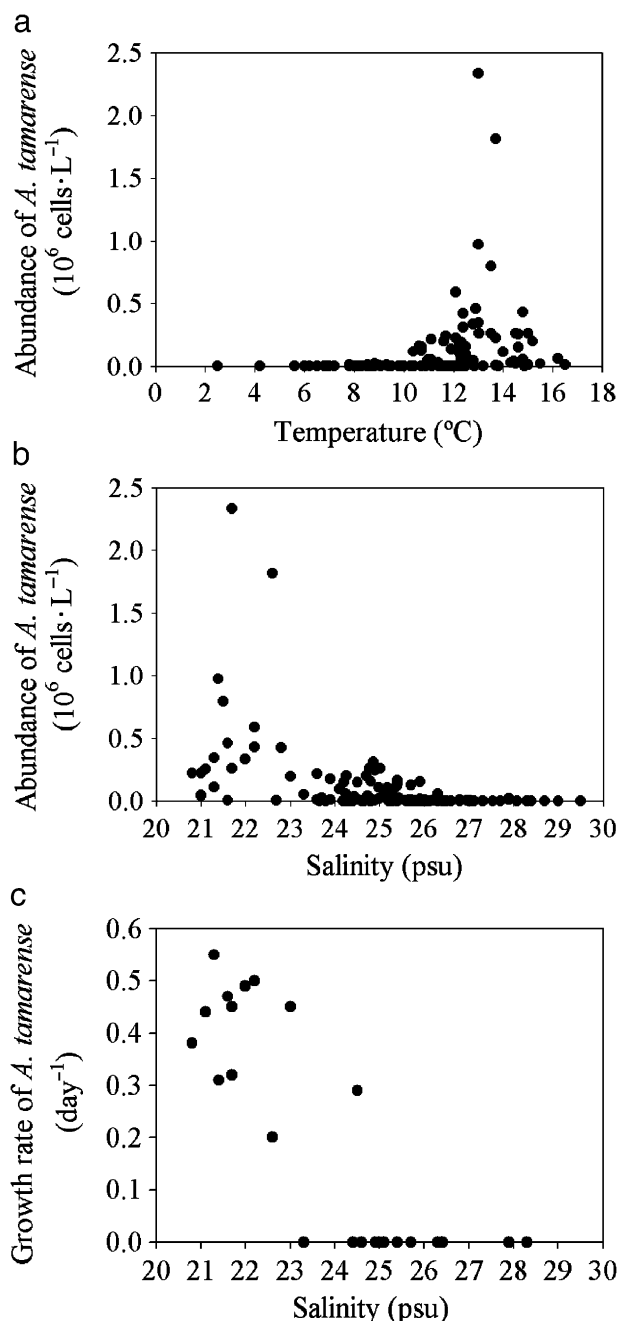 a
Abundance of A. tamarense
(10⁶ cells·L⁻¹)
2.5
2.0
1.5
1.0
0.5
0.0
0 2 4 6 8 10 12 14 16 18
Temperature (ºC)
b
Abundance of A. tamarense
(10⁶ cells·L⁻¹)
2.5
2.0
1.5
1.0
0.5
0.0
20 21 22 23 24 25 26 27 28 29 30
Salinity (psu)
c
Growth rate of A. tamarense
(day⁻¹)
0.6
0.5
0.4
0.3
0.2
0.1
0.0
20 21 22 23 24 25 26 27 28 29 30
Salinity (psu)